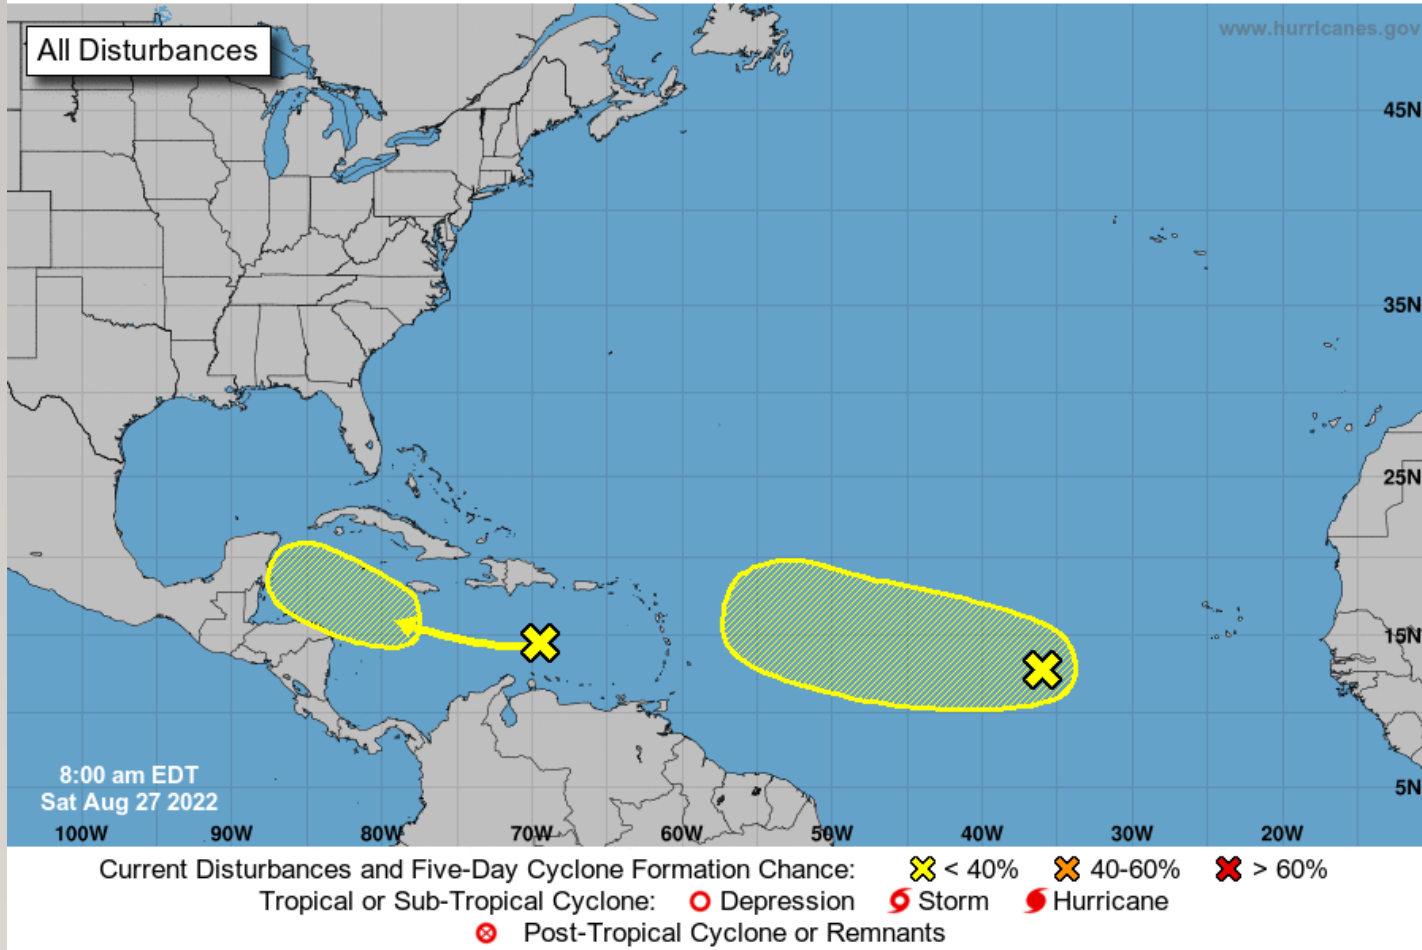 www.hurricanes.gov
All Disturbances
45N
35N
25N
15N
5N
8:00 am EDT
Sat Aug 27 2022
100W 90W 80W 70W 60W 50W 40W 30W 20W
Current Disturbances and Five-Day Cyclone Formation Chance: < 40% 40-60% > 60%
Tropical or Sub-Tropical Cyclone: Depression Storm Hurricane
Post-Tropical Cyclone or Remnants